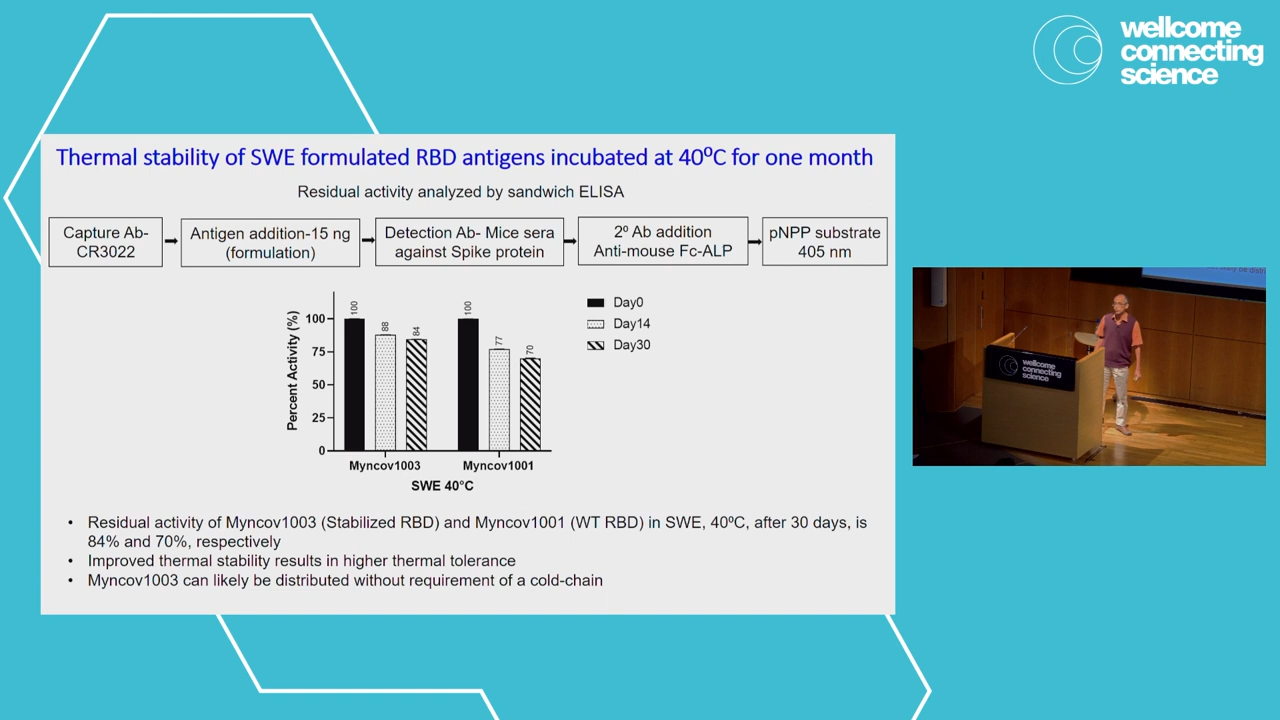 wellcome
connecting
science
Thermal stability of SWE formulated RBD antigens incubated at 40⁰C for one month
Residual activity analyzed by sandwich ELISA
Capture Ab-
CR3022
Antigen addition-15 ng
(formulation)
Detection Ab- Mice sera
against Spike protein
2⁰ Ab addition
Anti-mouse Fc-ALP
pNPP substrate
405 nm
Percent Activity (%)
100
75
50
25
0
100
88
84
100
77
70
Myncov1003
Myncov1001
SWE 40°C
Day0
Day14
Day30
• Residual activity of Myncov1003 (Stabilized RBD) and Myncov1001 (WT RBD) in SWE, 40⁰C, after 30 days, is
84% and 70%, respectively
• Improved thermal stability results in higher thermal tolerance
• Myncov1003 can likely be distributed without requirement of a cold-chain
wellcome
connecting
science